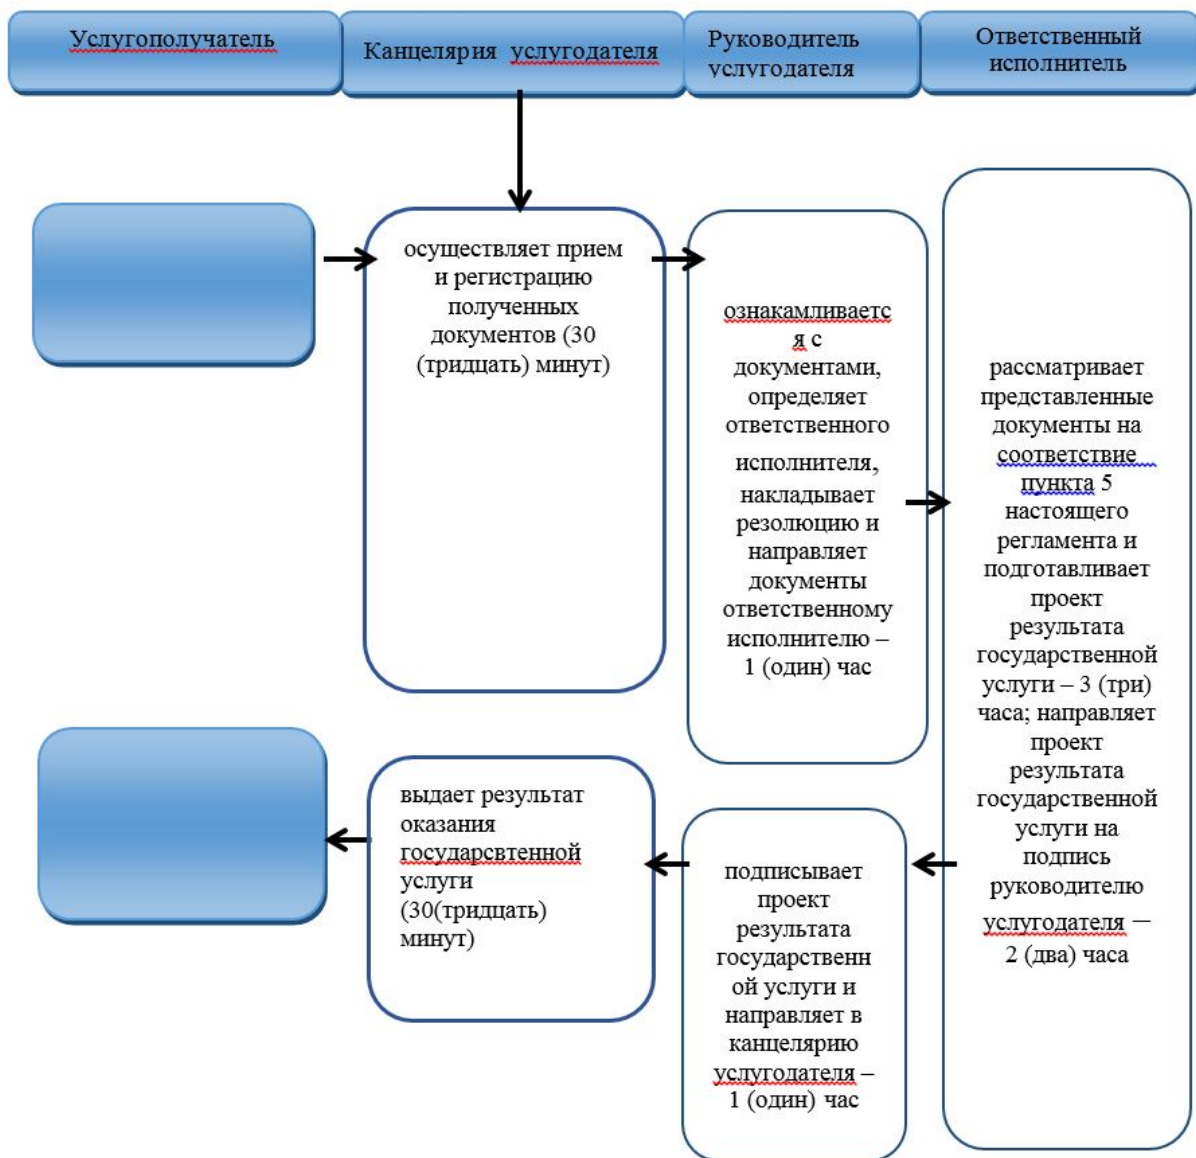 Услугополучатель
Канцелярия услугодателя
Руководитель
услугодателя
Ответственный
исполнитель
осуществляет прием
и регистрацию
полученных
документов (30
(тридцать) минут)
ознакамливаетс
я с
документами,
определяет
ответственного
исполнителя,
накладывает
резолюцию и
направляет
документы
ответственному
исполнителю –
1 (один) час
рассматривает
представленные
документы на
соответствие
пункта 5
настоящего
регламента и
подготавливает
проект
результата
государственной
услуги – 3 (три)
часа; направляет
проект
результата
государственной
услуги на
подпись
руководителю
услугодателя –
2 (два) часа
подписывает
проект
результата
государственн
ой услуги и
направляет в
канцелярию
услугодателя –
1 (один) час
выдает результат
оказания
государсвтенной
услуги
(30(тридцать)
минут)